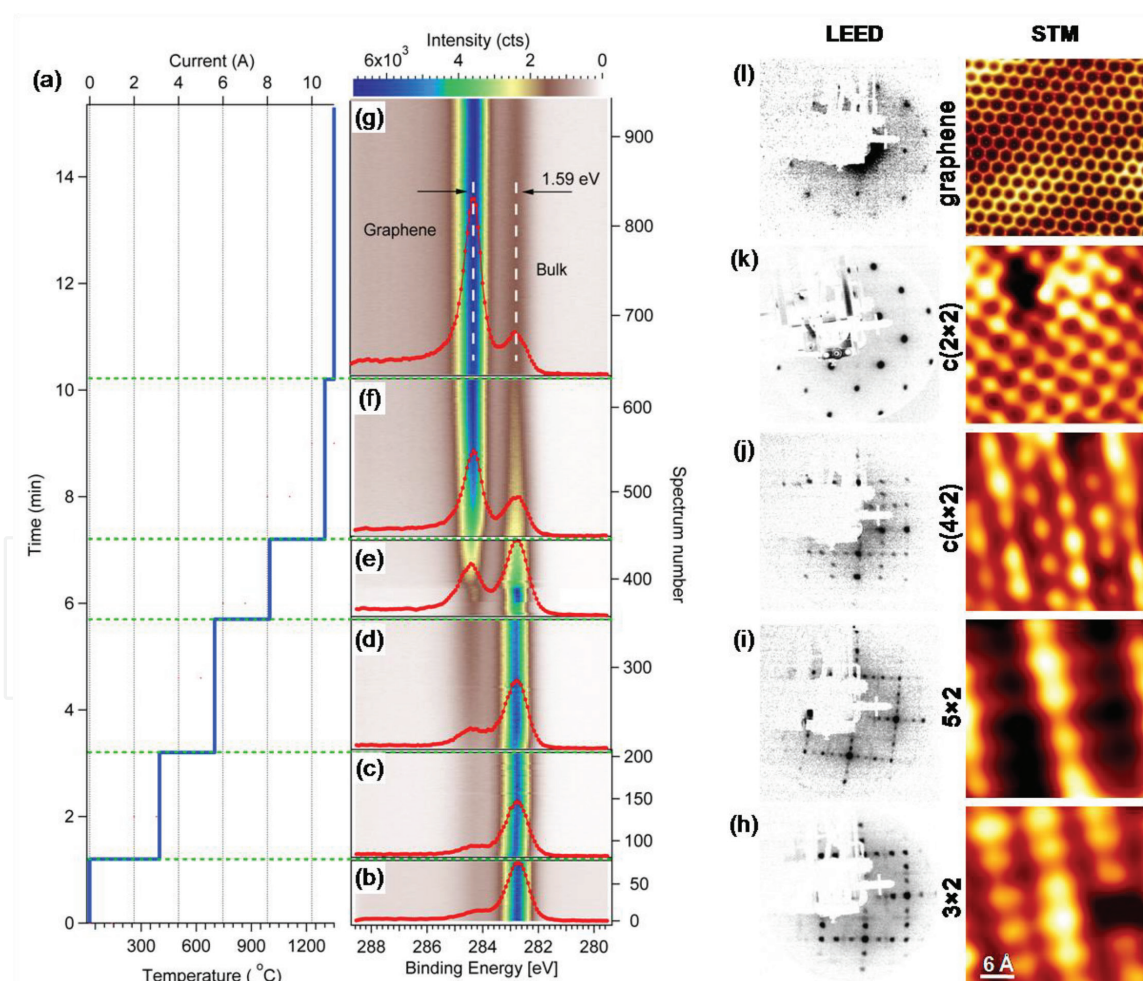 Current (A)
0 2 4 6 8 10
(a)
Time (min)
14
12
10
8
6
4
2
0
300 600 900 1200
Temperature ( °C)
Intensity (cts)
6x10³ 4 2 0
(g)
1.59 eV
Graphene
Bulk
(f)
(e)
(d)
(c)
(b)
900
800
700
600
500
400
300
200
150
100
50
0
Spectrum number
288 286 284 282 280
Binding Energy [eV]
LEED STM
(l)
graphene
(k)
c(2×2)
(j)
c(4×2)
(i)
5×2
(h)
3×2
6 Å